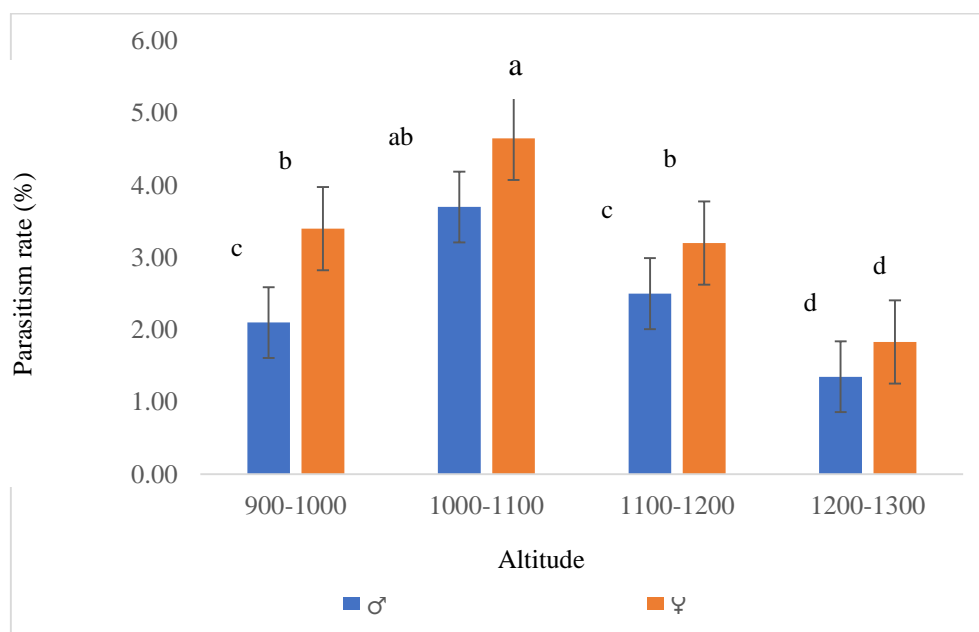 6.00
a
5.00
ab
b
b
4.00
c
c
3.00
d
d
2.00
1.00
0.00
Parasitism rate (%)
900-1000 1000-1100 1100-1200 1200-1300
Altitude
♂ ♀